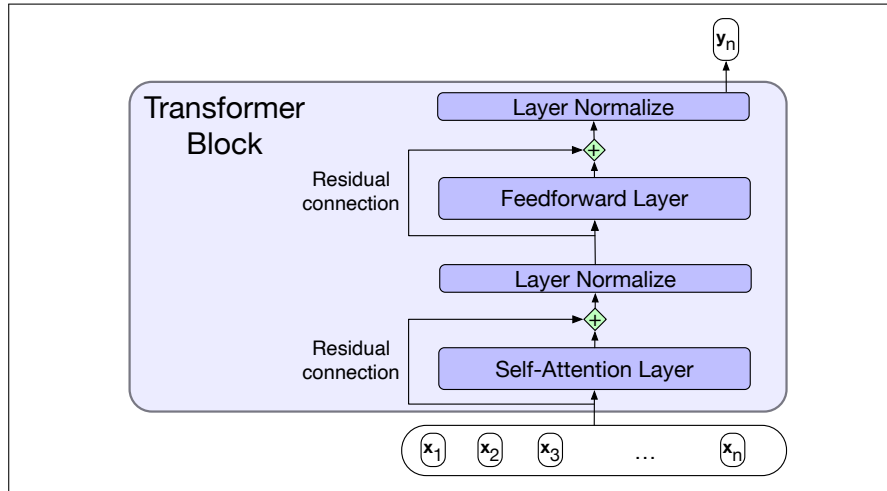 yn
Transformer
Block
Layer Normalize
+
Residual
connection
Feedforward Layer
Layer Normalize
+
Residual
connection
Self-Attention Layer
x1 x2 x3 ... xn